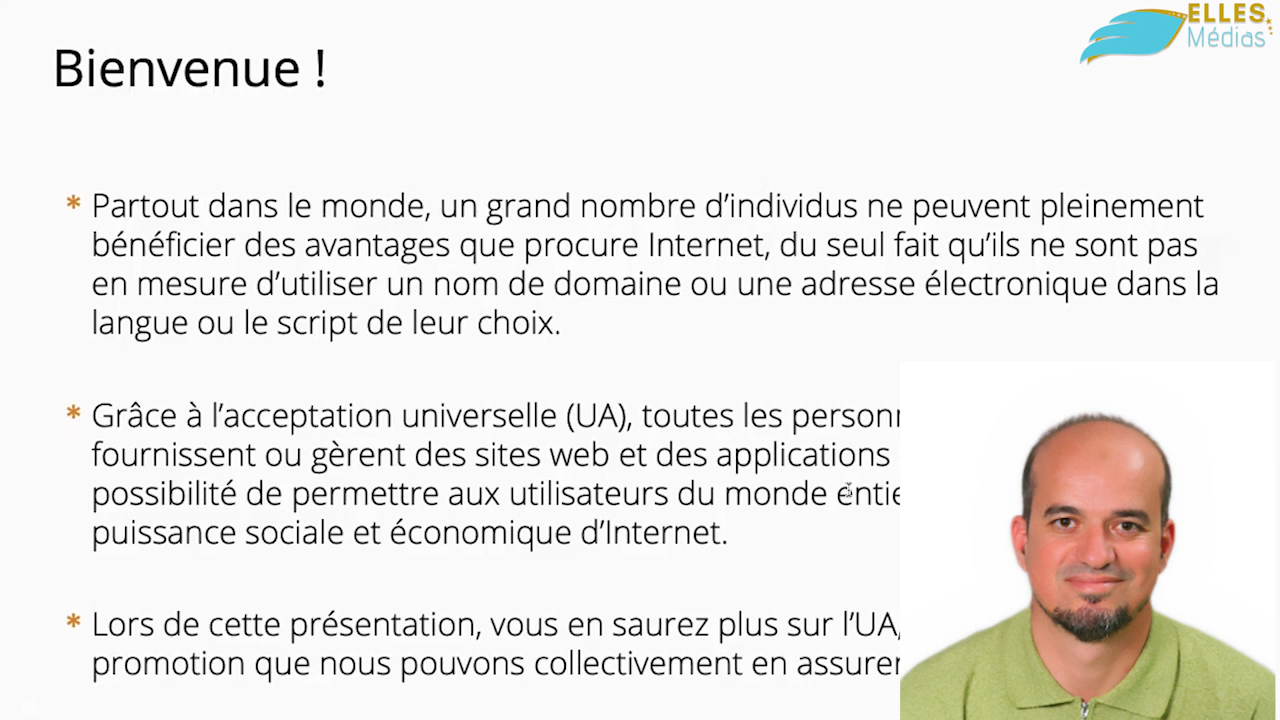 ELLES
Médias
Bienvenue !
* Partout dans le monde, un grand nombre d’individus ne peuvent pleinement
bénéficier des avantages que procure Internet, du seul fait qu’ils ne sont pas
en mesure d’utiliser un nom de domaine ou une adresse électronique dans la
langue ou le script de leur choix.
* Grâce à l’acceptation universelle (UA), toutes les
fournissent ou gèrent des sites web et des applications
possibilité de permettre aux utilisateurs du monde
puissance sociale et économique d’Internet.
* Lors de cette présentation, vous en saurez plus sur l’UA,
promotion que nous pouvons collectivement en